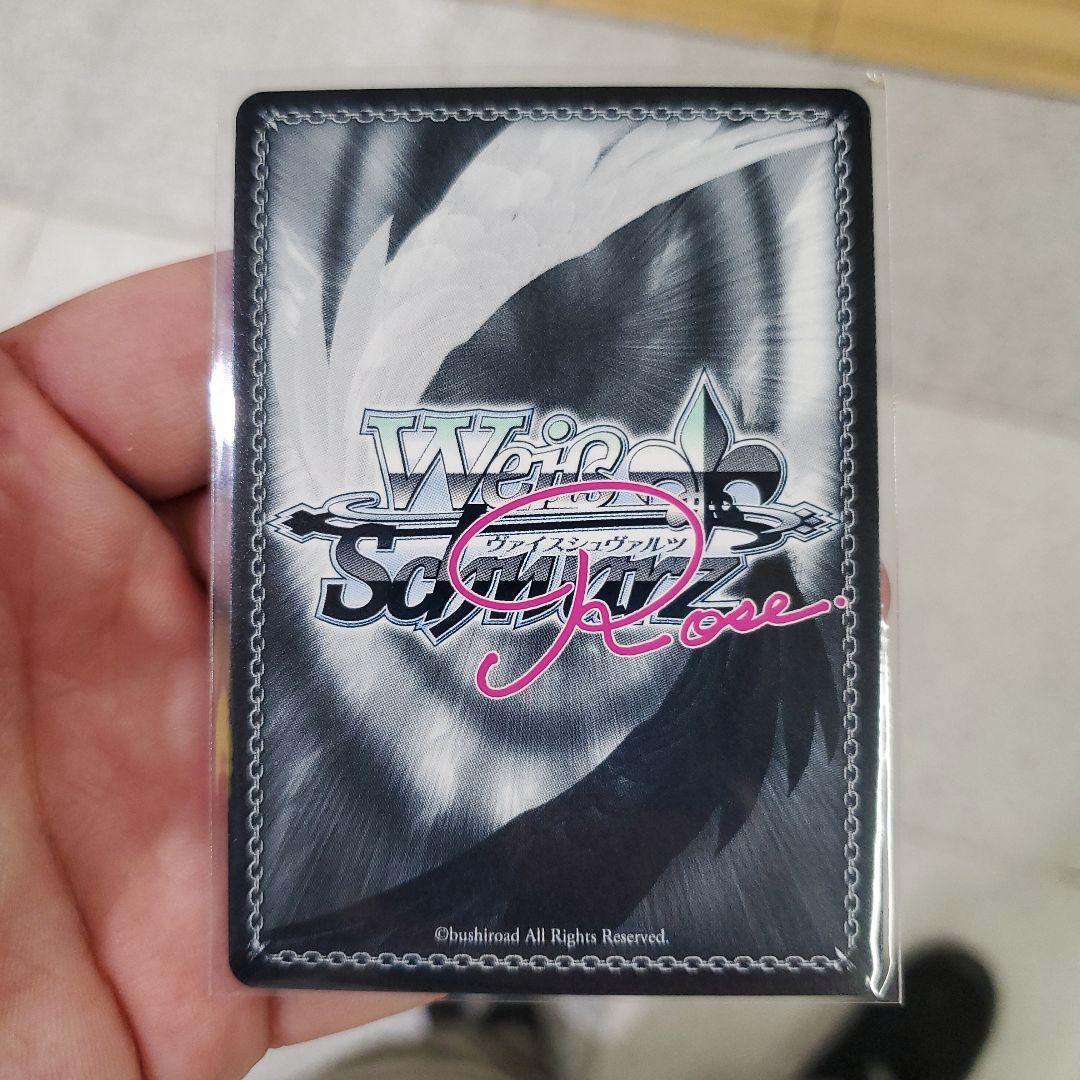 Weiß
ヴァイスシュヴァルツ
Schwarz
Rose.
©bushiroad All Rights Reserved.